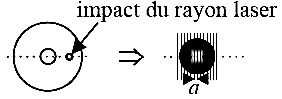 impact du rayon laser
⇒
a